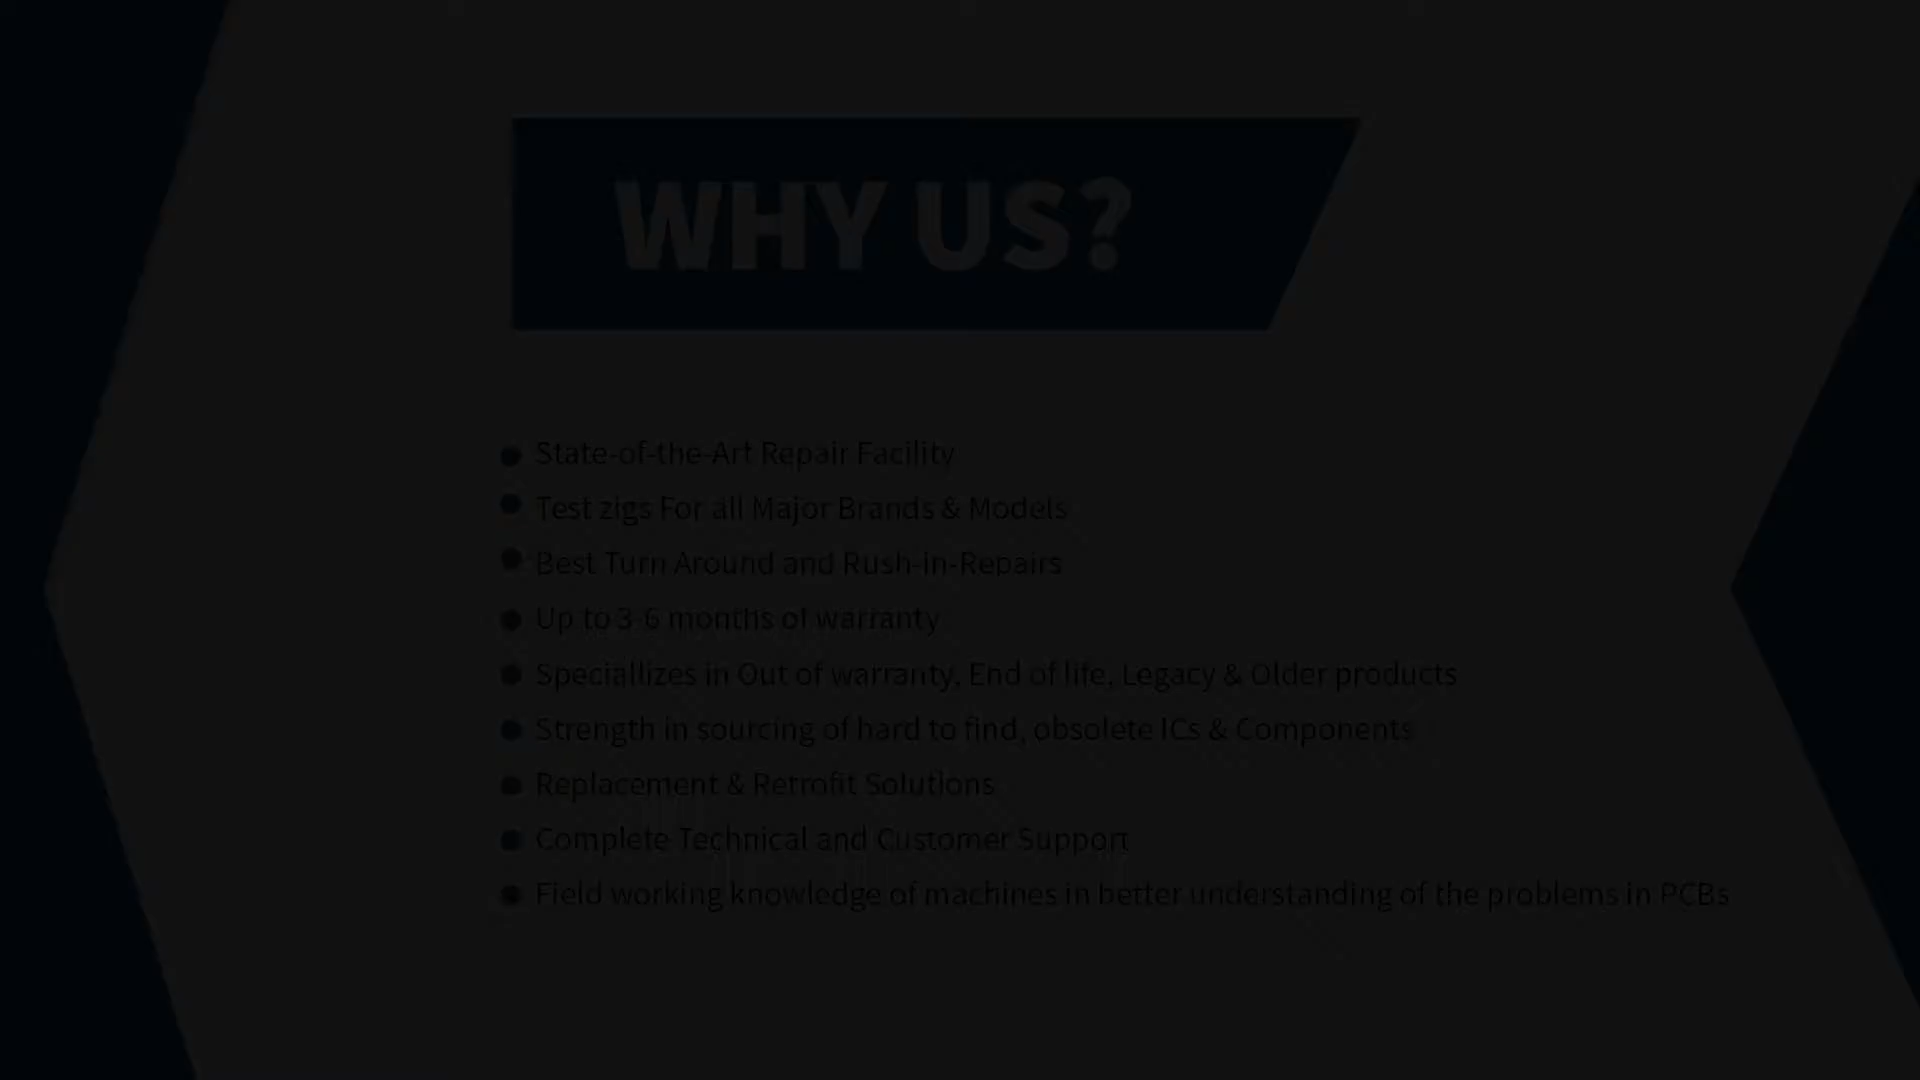 WHY US?
State-of-the-Art Repair Facility
Test zigs For all Major Brands & Models
Best Turn Around and Rush-in-Repairs
Up to 3-6 months of warranty
Speciallizes in Out of warranty, End of life, Legacy & Older products
Strength in sourcing of hard to find, obsolete ICs & Components
Replacement & Retrofit Solutions
Complete Technical and Customer Support
Field working knowledge of machines in better understanding of the problems in PCBs